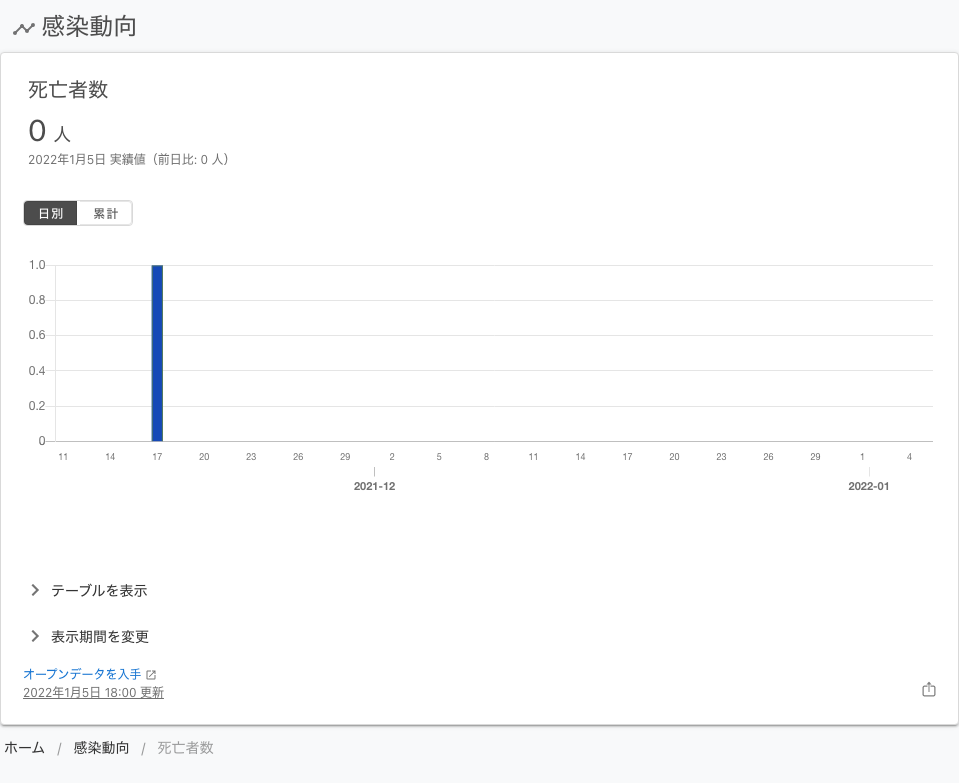 感染動向
死亡者数
0 人
2022年1月5日 実績値（前日比: 0 人）
日別 累計
1.0
0.8
0.6
0.4
0.2
0
11 14 17 20 23 26 29 2 5 8 11 14 17 20 23 26 29 1 4
2021-12 2022-01
テーブルを表示
表示期間を変更
オープンデータを入手
2022年1月5日 18:00 更新
ホーム / 感染動向 / 死亡者数